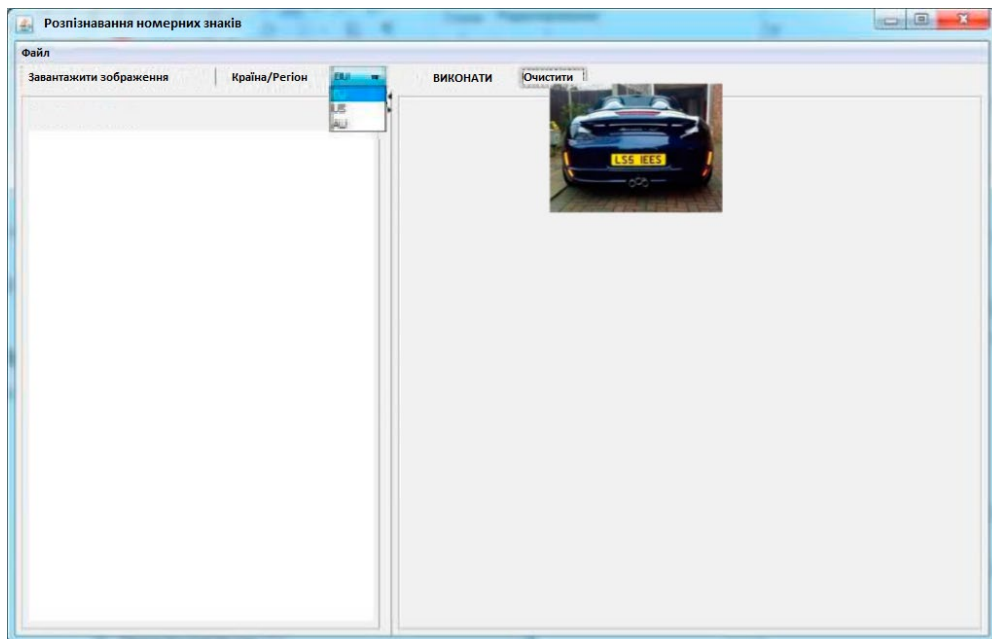 Розпізнавання номерних знаків
Файл
Завантажити зображення Країна/Регіон EU ВИКОНАТИ Очистити
US
AU
LS5 IEES